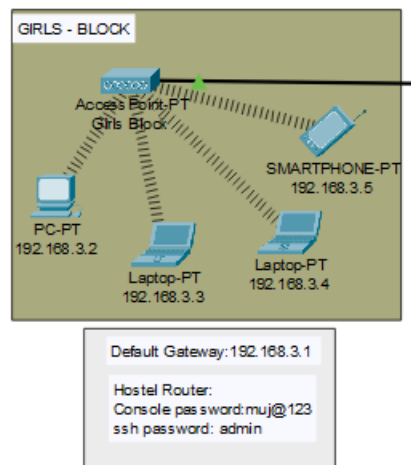 GIRLS - BLOCK
Access Point-PT
Girls Block
SMARTPHONE-PT
192.168.3.5
PC-PT
192.168.3.2
Laptop-PT
192.168.3.3
Laptop-PT
192.168.3.4
Default Gateway:192.168.3.1
Hostel Router:
Console password:muj@123
ssh password: admin